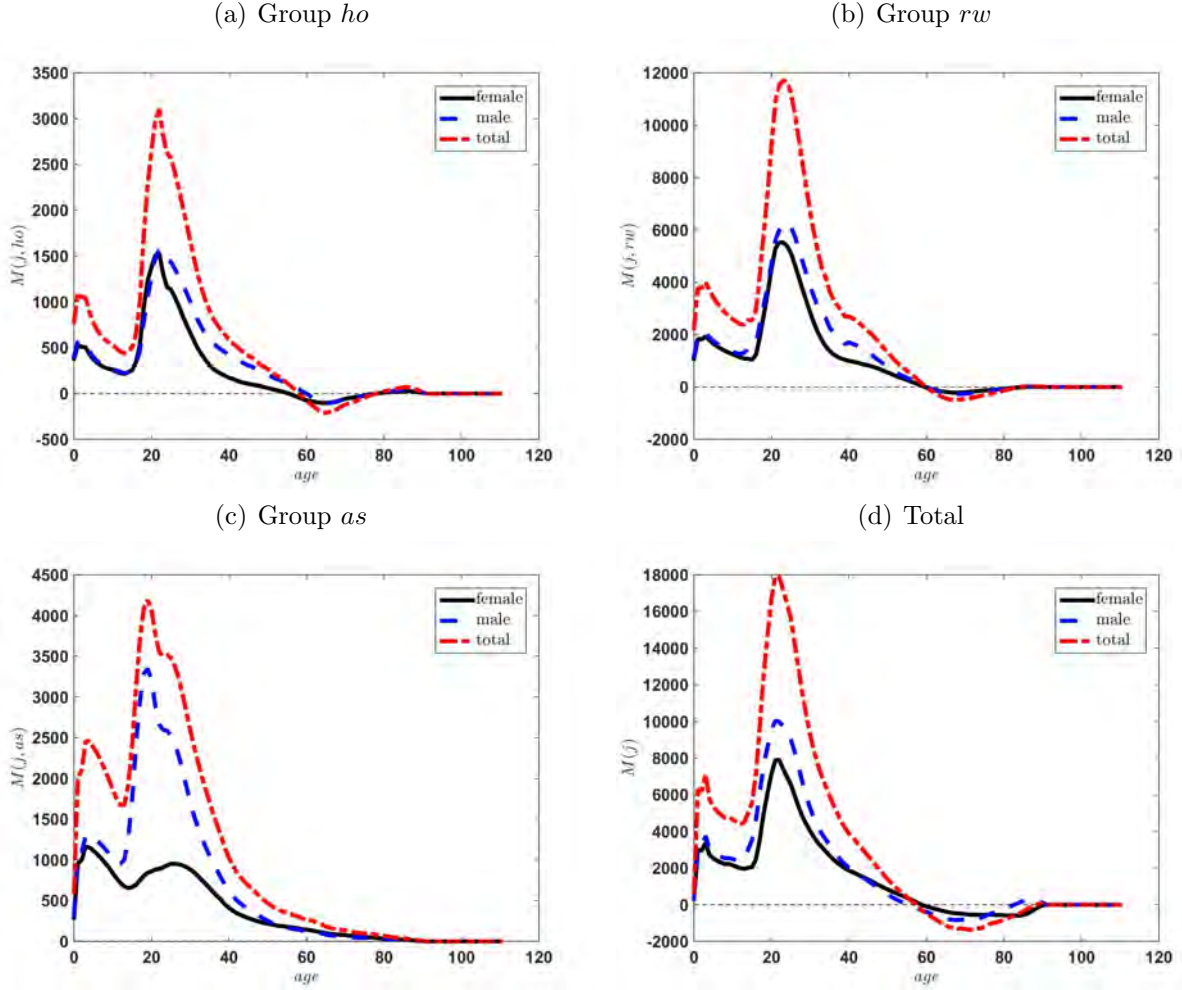 (a) Group ho
3500
3000
2500
2000
1500
1000
500
0
-500
M(j, ho)
0 20 40 60 80 100 120
age
female
male
total
(b) Group rw
12000
10000
8000
6000
4000
2000
0
-2000
M(j, rw)
0 20 40 60 80 100 120
age
female
male
total
(c) Group as
4500
4000
3500
3000
2500
2000
1500
1000
500
0
M(j, as)
0 20 40 60 80 100 120
age
female
male
total
(d) Total
18000
16000
14000
12000
10000
8000
6000
4000
2000
0
-2000
M(j)
0 20 40 60 80 100 120
age
female
male
total